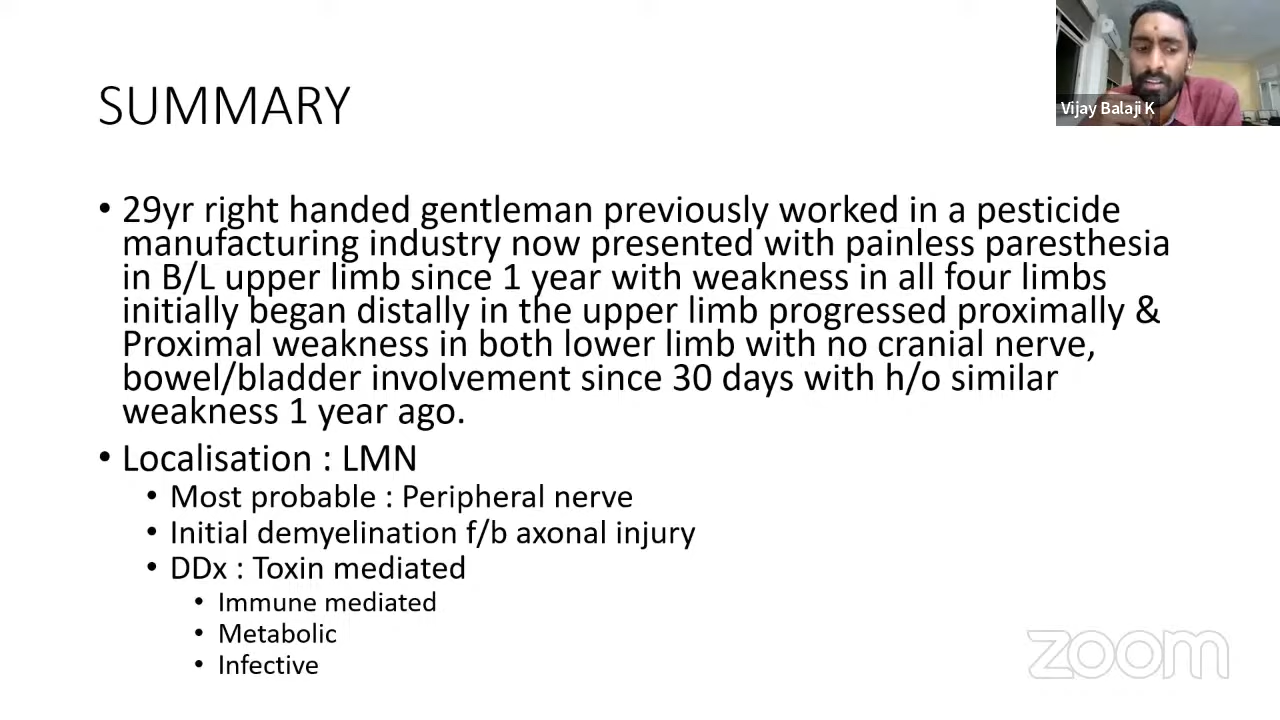 SUMMARY
Vijay Balaji K
• 29yr right handed gentleman previously worked in a pesticide
manufacturing industry now presented with painless paresthesia
in B/L upper limb since 1 year with weakness in all four limbs
initially began distally in the upper limb progressed proximally &
Proximal weakness in both lower limb with no cranial nerve,
bowel/bladder involvement since 30 days with h/o similar
weakness 1 year ago.
• Localisation : LMN
• Most probable : Peripheral nerve
• Initial demyelination f/b axonal injury
• DDx : Toxin mediated
• Immune mediated
• Metabolic
• Infective
zoom